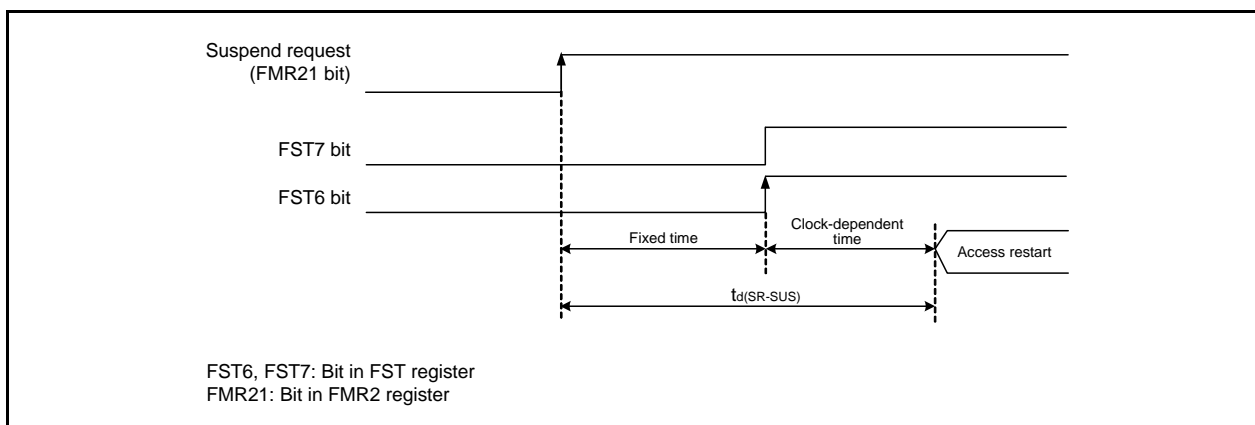 Suspend request
(FMR21 bit)
FST7 bit
FST6 bit
Fixed time
Clock-dependent
time
Access restart
td(SR-SUS)
FST6, FST7: Bit in FST register
FMR21: Bit in FMR2 register